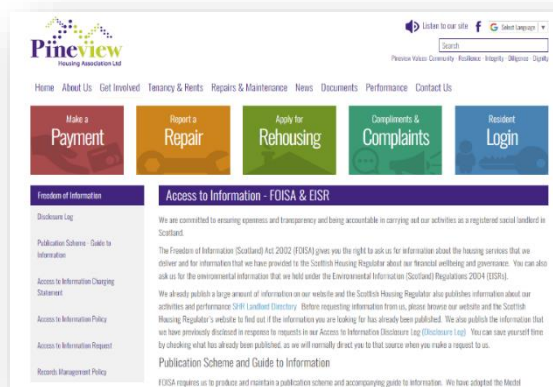 Pineview
Housing Association Ltd
Listen to our site
f
G Select Language ▼
Search
Pineview Values: Community · Resilience · Integrity · Diligence · Dignity
Home About Us Get Involved Tenancy & Rents Repairs & Maintenance News Documents Performance Contact Us
Make a
Payment
Report a
Repair
Apply for
Rehousing
Compliments &
Complaints
Resident
Login
Freedom of Information
Disclosure Log
Publication Scheme - Guide to
Information
Access to Information Charging
Statement
Access to Information Policy
Access to Information Request
Records Management Policy
Access to Information - FOISA & EISR
We are committed to ensuring openness and transparency and being accountable in carrying out our activities as a registered social landlord in
Scotland.
The Freedom of Information (Scotland) Act 2002 (FOISA) gives you the right to ask us for information about the housing services that we
deliver and for information that we have provided to the Scottish Housing Regulator about our financial wellbeing and governance. You can also
ask us for the environmental information that we hold under the Environmental Information (Scotland) Regulations 2004 (EISRs).
We already publish a large amount of information on our website and the Scottish Housing Regulator also publishes information about our
activities and performance SHR Landlord Directory. Before requesting information from us, please browse our website and the Scottish
Housing Regulator's website to find out if the information you are looking for has already been published. We also publish the information that
we have previously disclosed in response to requests in our Access to Information Disclosure Log (Disclosure Log) You can save yourself time
by checking what has already been published, as we will normally direct you to that source when you make a request to us.
Publication Scheme and Guide to Information
FOISA requires us to produce and maintain a publication scheme and accompanying guide to information. We have adopted the Model